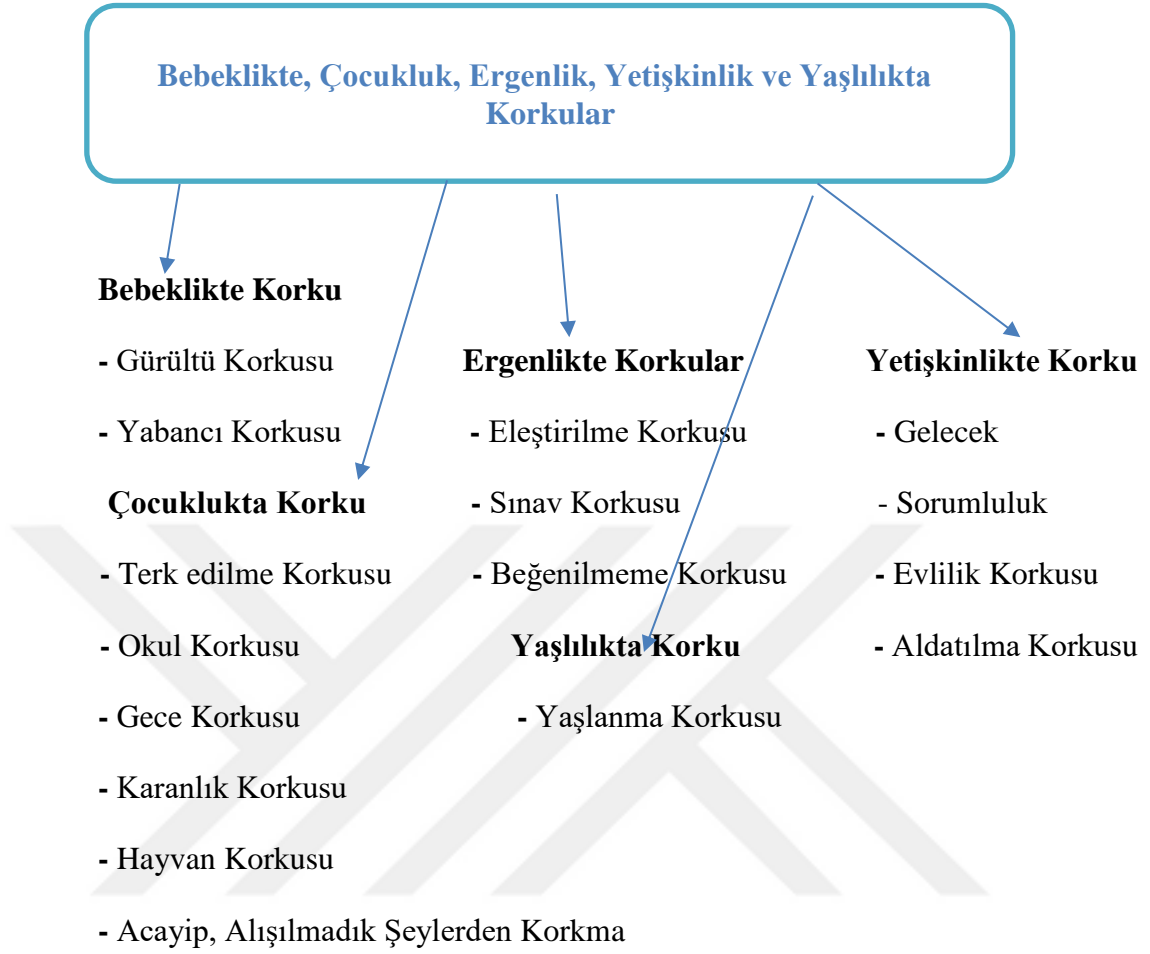 Bebeklikte, Çocukluk, Ergenlik, Yetişkinlik ve Yaşlılıkta
Korkular
Bebeklikte Korku
- Gürültü Korkusu
- Yabancı Korkusu
Çocuklukta Korku
- Terk edilme Korkusu
- Okul Korkusu
- Gece Korkusu
- Karanlık Korkusu
- Hayvan Korkusu
- Acayip, Alışılmadık Şeylerden Korkma
Ergenlikte Korkular
- Eleştirilme Korkusu
- Sınav Korkusu
- Beğenilmeme Korkusu
Yaşlılıkta Korku
- Yaşlanma Korkusu
Yetişkinlikte Korku
- Gelecek
- Sorumluluk
- Evlilik Korkusu
- Aldatılma Korkusu